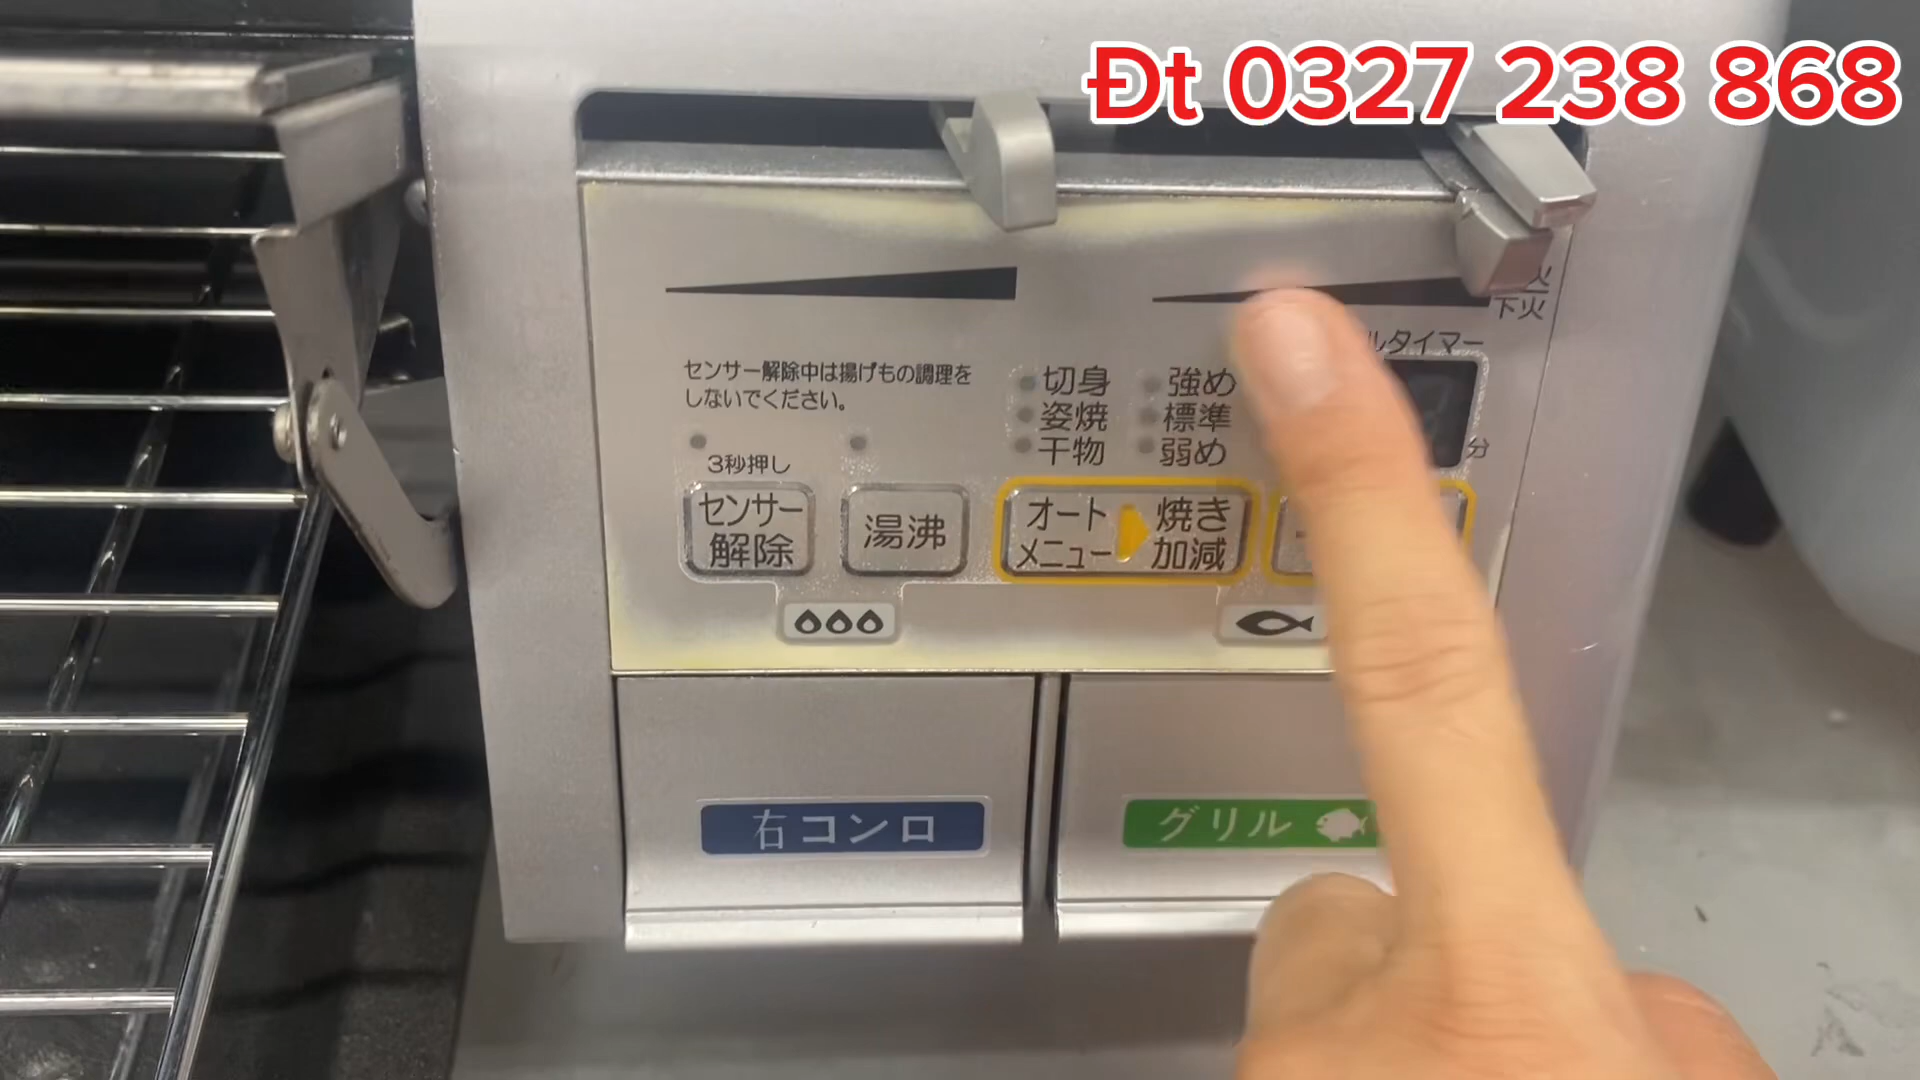 Đt 0327 238 868
下火
ルタイマー
センサー解除中は揚げもの調理を
しないでください。
切身
姿焼
干物
強め
標準
弱め
分
3秒押し
センサー
解除
湯沸
オート
メニュー
焼き
加減
右コンロ
グリル